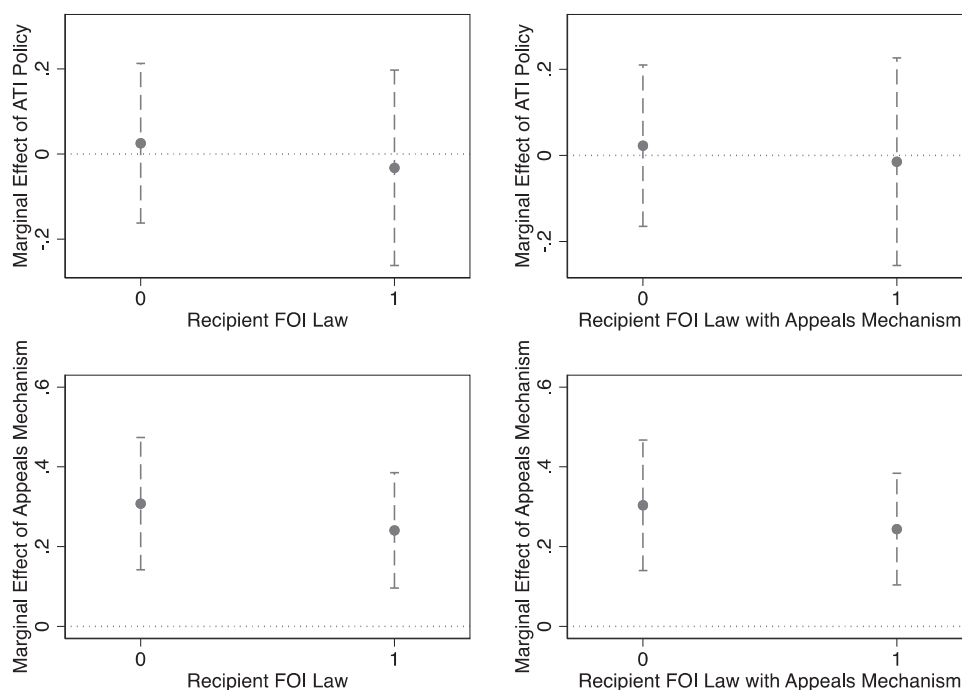 Marginal Effect of ATI Policy
.2
0
-.2
0
1
Recipient FOI Law
Marginal Effect of ATI Policy
.2
0
-.2
0
1
Recipient FOI Law with Appeals Mechanism
Marginal Effect of Appeals Mechanism
.6
.4
.2
0
0
1
Recipient FOI Law
Marginal Effect of Appeals Mechanism
.6
.4
.2
0
0
1
Recipient FOI Law with Appeals Mechanism